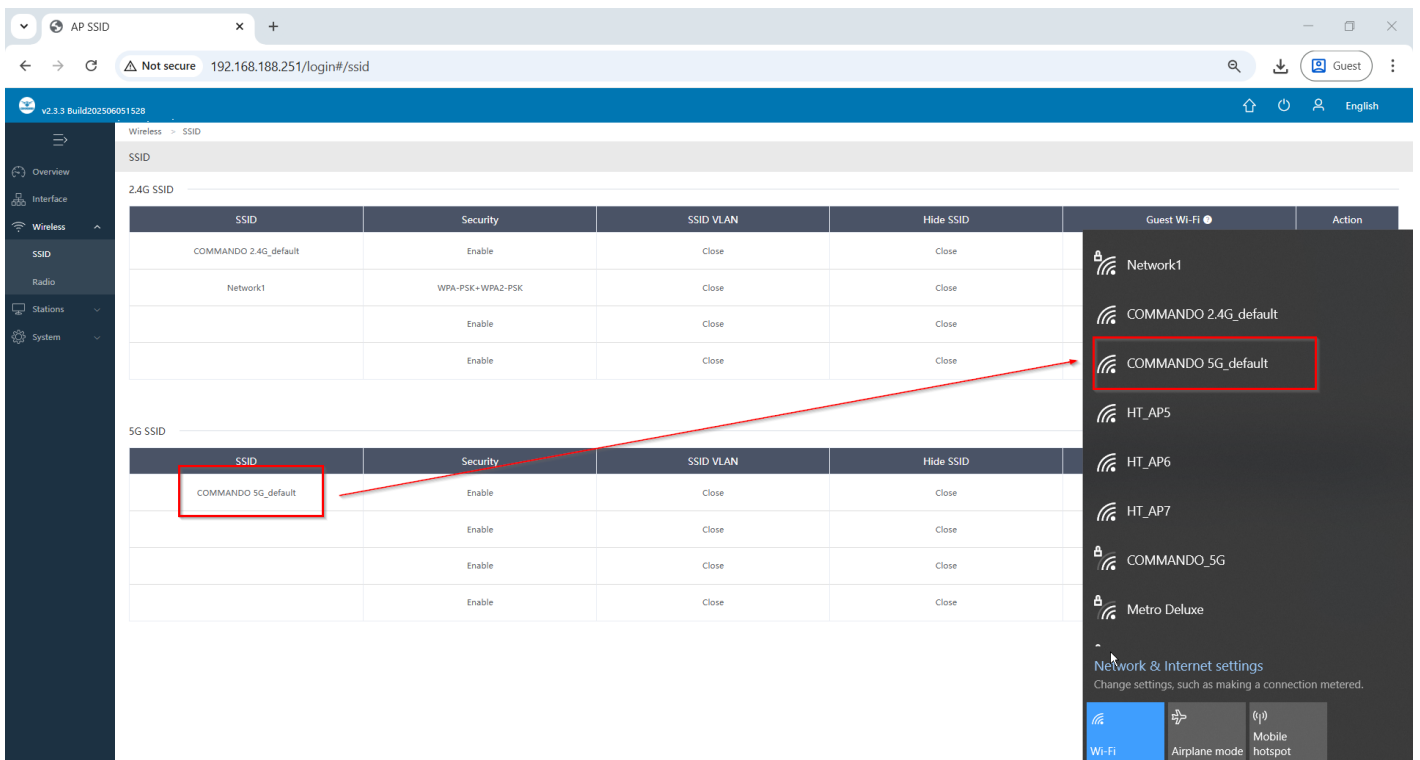 AP SSID
Not secure 192.168.188.251/login#/ssid
Guest
v2.3.3 Build202506051528
English
Wireless > SSID
SSID
Overview
Interface
Wireless
SSID
Radio
Stations
System
2.4G SSID
SSID Security SSID VLAN Hide SSID Guest Wi-Fi Action
COMMANDO 2.4G_default Enable Close Close
Network1 WPA-PSK+WPA2-PSK Close Close
Enable Close Close
Enable Close Close
5G SSID
SSID Security SSID VLAN Hide SSID
COMMANDO 5G_default Enable Close Close
Enable Close Close
Enable Close Close
Enable Close Close
Network1
COMMANDO 2.4G_default
COMMANDO 5G_default
HT_AP5
HT_AP6
HT_AP7
COMMANDO_5G
Metro Deluxe
Network & Internet settings
Change settings, such as making a connection metered.
Wi-Fi
Airplane mode
Mobile
hotspot